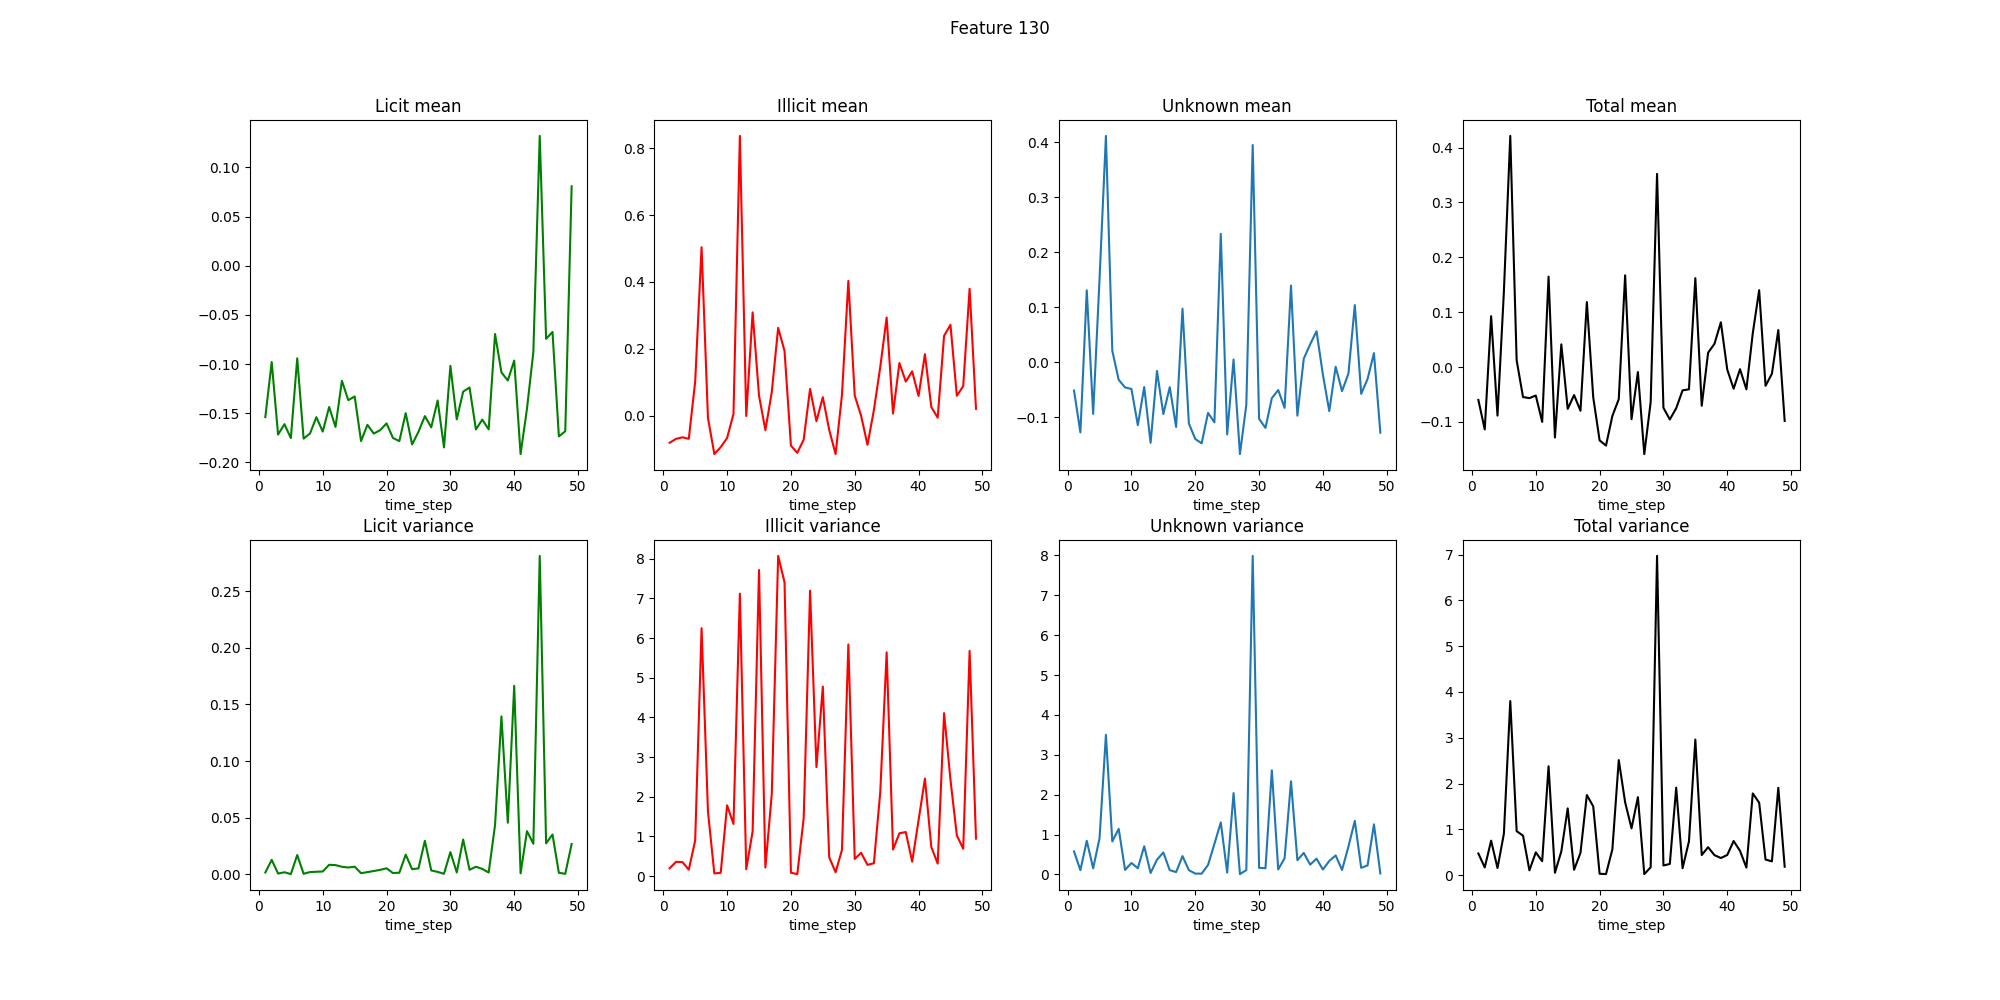 Feature 130
Licit mean
Illicit mean
Unknown mean
Total mean
0.10
0.05
0.00
−0.05
−0.10
−0.15
−0.20
0 10 20 30 40 50
time_step
0.8
0.6
0.4
0.2
0.0
0 10 20 30 40 50
time_step
0.4
0.3
0.2
0.1
0.0
−0.1
0 10 20 30 40 50
time_step
0.4
0.3
0.2
0.1
0.0
−0.1
0 10 20 30 40 50
time_step
Licit variance
Illicit variance
Unknown variance
Total variance
0.25
0.20
0.15
0.10
0.05
0.00
0 10 20 30 40 50
time_step
8
7
6
5
4
3
2
1
0
0 10 20 30 40 50
time_step
8
7
6
5
4
3
2
1
0
0 10 20 30 40 50
time_step
7
6
5
4
3
2
1
0
0 10 20 30 40 50
time_step